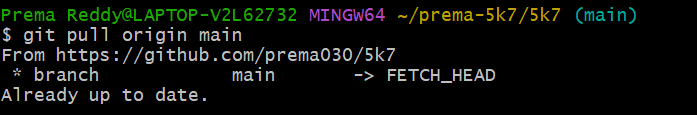 Prema Reddy@LAPTOP-V2L62732 MINGW64 ~/prema-5k7/5k7 (main)
$ git pull origin main
From https://github.com/prema030/5k7
 * branch            main       -> FETCH_HEAD
Already up to date.